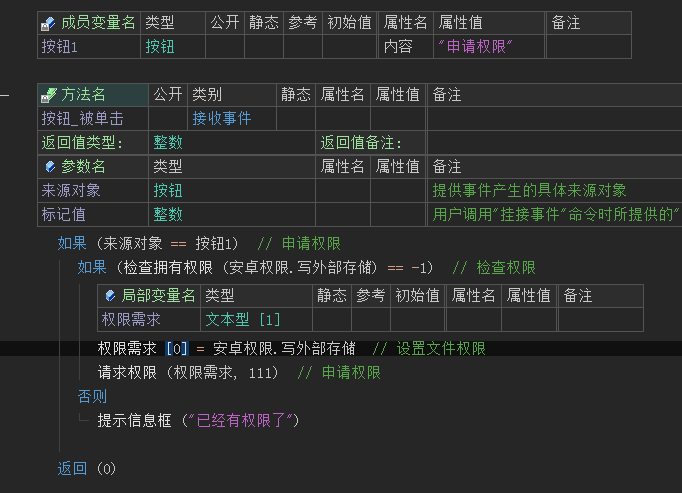 成员变量名 类型 公开 静态 参考 初始值 属性名 属性值 备注
按钮1 按钮 内容 "申请权限"
方法名 公开 类别 静态 属性名 属性值 备注
按钮_被单击 接收事件
返回值类型: 整数 返回值备注:
参数名 类型 属性名 属性值 备注
来源对象 按钮 提供事件产生的具体来源对象
标记值 整数 用户调用"挂接事件"命令时所提供的"
如果 (来源对象 == 按钮1) // 申请权限
如果 (检查拥有权限 (安卓权限.写外部存储) == -1) // 检查权限
局部变量名 类型 静态 参考 初始值 属性名 属性值 备注
权限需求 文本型 [1]
权限需求 [0] = 安卓权限.写外部存储 // 设置文件权限
请求权限 (权限需求, 111) // 申请权限
否则
提示信息框 ("已经有权限了")
返回 (0)